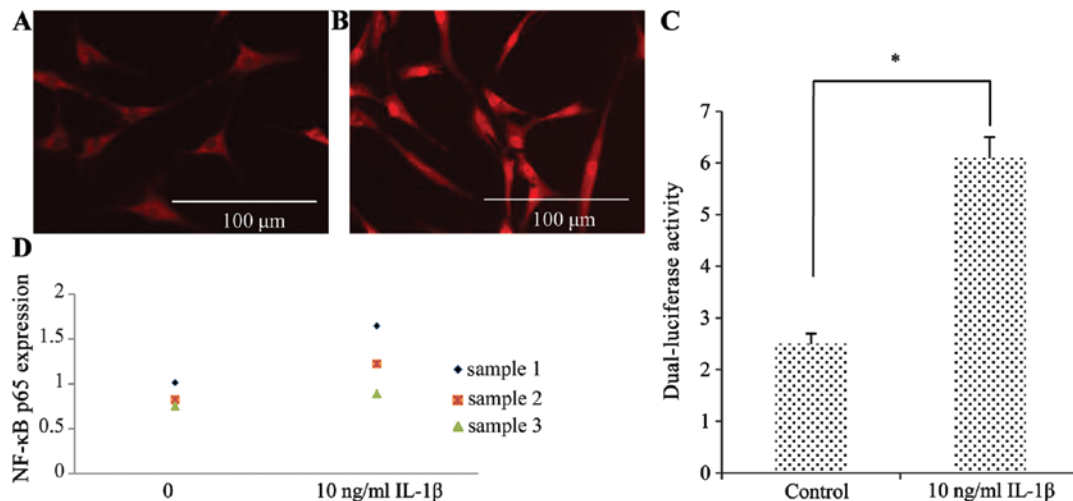 A
B
100 μm
100 μm
C
*
Dual-luciferase activity
7
6
5
4
3
2
1
0
Control
10 ng/ml IL-1β
D
NF-κB p65 expression
2
1.5
1
0.5
0
0
10 ng/ml IL-1β
sample 1
sample 2
sample 3